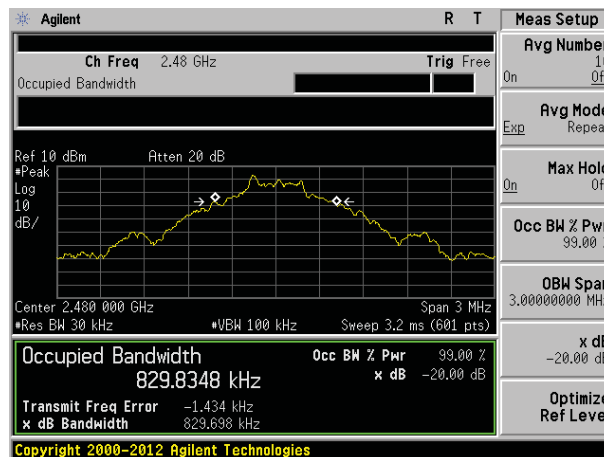 Agilent R T
Meas Setup
Ch Freq 2.48 GHz Trig Free
Occupied Bandwidth
Avg Number
On
Avg Mode
Exp Repea
Max Hold
On
Occ BW % Pwr
99.00
OBW Span
3.00000000 MH
x dB
-20.00 dB
Optimize
Ref Level
Ref 10 dBm Atten 20 dB
#Peak
Log
10
dB/
Center 2.480 000 GHz Span 3 MHz
#Res BW 30 kHz #VBW 100 kHz Sweep 3.2 ms (601 pts)
Occupied Bandwidth Occ BW % Pwr 99.00 %
829.8348 kHz x dB -20.00 dB
Transmit Freq Error -1.434 kHz
x dB Bandwidth 829.698 kHz
Copyright 2000-2012 Agilent Technologies